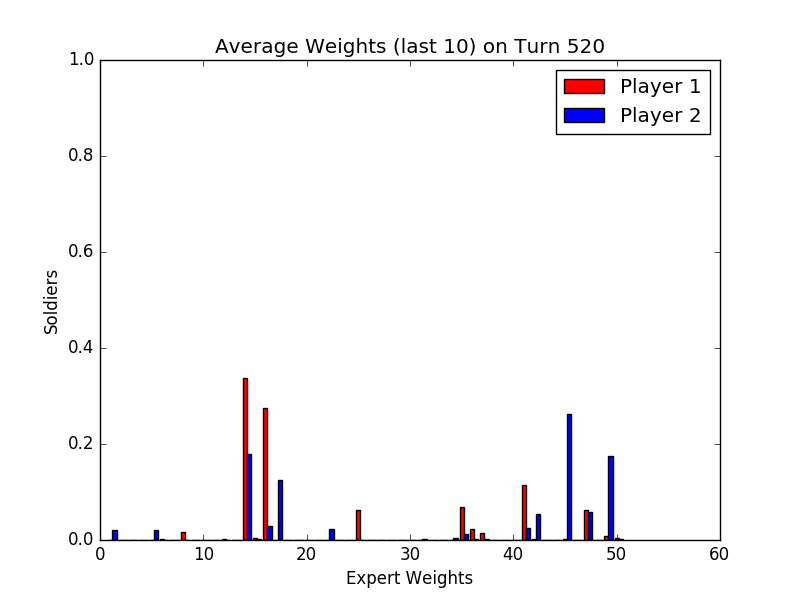 Average Weights (last 10) on Turn 520
1.0
0.8
0.6
0.4
0.2
0.0
Soldiers
Player 1
Player 2
0 10 20 30 40 50 60
Expert Weights